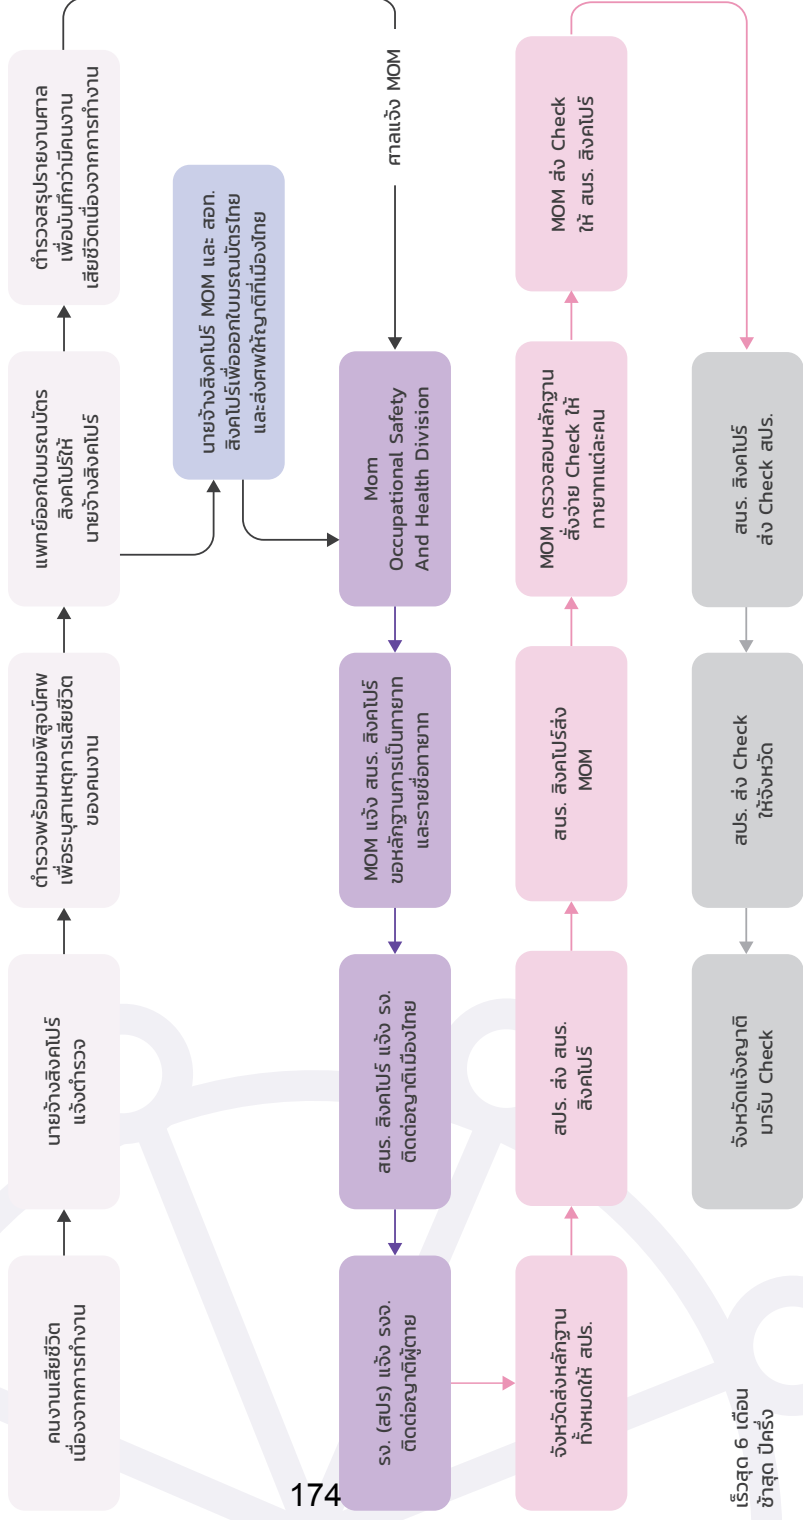 คนงานเสียชีวิต
เนื่องจากการทำงาน
นายจ้างสิงคโปร์
แจ้งตำรวจ
ตำรวจพร้อมหมอพิสูจน์ศพ
เพื่อระบุสาเหตุการเสียชีวิต
ของคนงาน
แพทย์ออกใบมรณบัตร
สิงคโปร์ให้
นายจ้างสิงคโปร์
ตำรวจสรุปรายงานศาล
เพื่อบันทึกว่ามีคนงาน
เสียชีวิตเนื่องจากการทำงาน
นายจ้างสิงคโปร์ MOM และ สอท.
สิงคโปร์เพื่อออกใบมรณบัตรไทย
และส่งศพให้ญาติที่เมืองไทย
ศาลแจ้ง MOM
Mom
Occupational Safety
And Health Division
MOM แจ้ง สนร. สิงคโปร์
ขอหลักฐานการเป็นทายาท
และรายชื่อทายาท
สนร. สิงคโปร์ แจ้ง รง.
ติดต่อญาติเมืองไทย
รง. (สปร) แจ้ง รงจ.
ติดต่อญาติผู้ตาย
จังหวัดส่งหลักฐาน
ทั้งหมดให้ สปร.
สปร. ส่ง สนร.
สิงคโปร์
สนร. สิงคโปร์ส่ง
MOM
MOM ตรวจสอบหลักฐาน
สั่งจ่าย Check ให้
ทายาทแต่ละคน
MOM ส่ง Check
ให้ สนร. สิงคโปร์
สนร. สิงคโปร์
ส่ง Check สปร.
สปร. ส่ง Check
ให้จังหวัด
จังหวัดแจ้งญาติ
มารับ Check
เร็วสุด 6 เดือน
ช้าสุด ปีครึ่ง
174